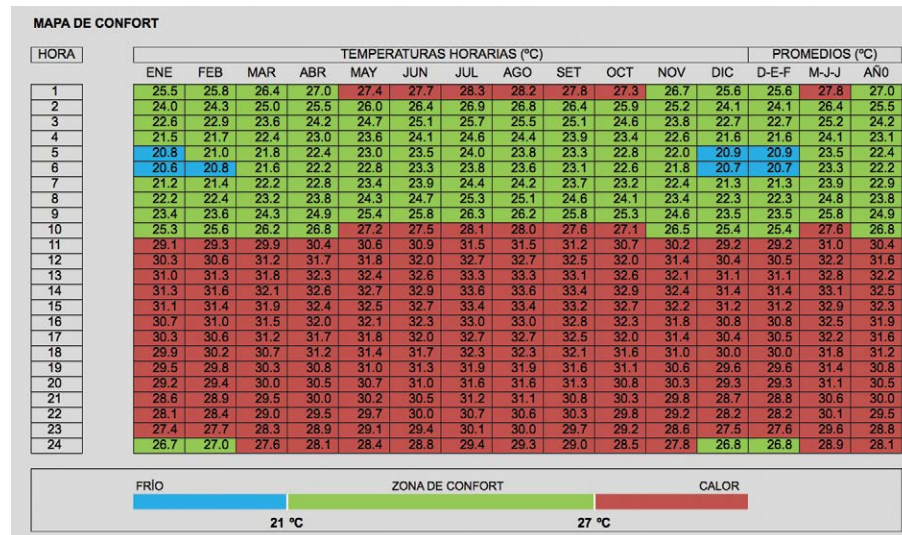 MAPA DE CONFORT
HORA TEMPERATURAS HORARIAS (ºC) PROMEDIOS (ºC)
ENE FEB MAR ABR MAY JUN JUL AGO SET OCT NOV DIC D-E-F M-J-J AÑ0
1 25.5 25.8 26.4 27.0 27.4 27.7 28.3 28.2 27.8 27.3 26.7 25.6 25.6 27.8 27.0
2 24.0 24.3 25.0 25.5 26.0 26.4 26.9 26.8 26.4 25.9 25.2 24.1 24.1 26.4 25.5
3 22.6 22.9 23.6 24.2 24.7 25.1 25.7 25.5 25.1 24.6 23.8 22.7 22.7 25.2 24.2
4 21.5 21.7 22.4 23.0 23.6 24.1 24.6 24.4 23.9 23.4 22.6 21.6 21.6 24.1 23.1
5 20.8 21.0 21.8 22.4 23.0 23.5 24.0 23.8 23.3 22.8 22.0 20.9 20.9 23.5 22.4
6 20.6 20.8 21.6 22.2 22.8 23.3 23.8 23.6 23.1 22.6 21.8 20.7 20.7 23.3 22.2
7 21.2 21.4 22.2 22.8 23.4 23.9 24.4 24.2 23.7 23.2 22.4 21.3 21.3 23.9 22.9
8 22.2 22.4 23.2 23.8 24.3 24.7 25.3 25.1 24.6 24.1 23.4 22.3 22.3 24.8 23.8
9 23.4 23.6 24.3 24.9 25.4 25.8 26.3 26.2 25.8 25.3 24.6 23.5 23.5 25.8 24.9
10 25.3 25.6 26.2 26.8 27.2 27.5 28.1 28.0 27.6 27.1 26.5 25.4 25.4 27.6 26.8
11 29.1 29.3 29.9 30.4 30.6 30.9 31.5 31.5 31.2 30.7 30.2 29.2 29.2 31.0 30.4
12 30.3 30.6 31.2 31.7 31.8 32.0 32.7 32.7 32.5 32.0 31.4 30.4 30.5 32.2 31.6
13 31.0 31.3 31.8 32.3 32.4 32.6 33.3 33.3 33.1 32.6 32.1 31.1 31.1 32.8 32.2
14 31.3 31.6 32.1 32.6 32.7 32.9 33.6 33.6 33.4 32.9 32.4 31.4 31.4 33.1 32.5
15 31.1 31.4 31.9 32.4 32.5 32.7 33.4 33.4 33.2 32.7 32.2 31.2 31.2 32.9 32.3
16 30.7 31.0 31.5 32.0 32.1 32.3 33.0 33.0 32.8 32.3 31.8 30.8 30.8 32.5 31.9
17 30.3 30.6 31.2 31.7 31.8 32.0 32.7 32.7 32.5 32.0 31.4 30.4 30.5 32.2 31.6
18 29.9 30.2 30.7 31.2 31.4 31.7 32.3 32.3 32.1 31.6 31.0 30.0 30.0 31.8 31.2
19 29.5 29.8 30.3 30.8 31.0 31.3 31.9 31.9 31.6 31.1 30.6 29.6 29.6 31.4 30.8
20 29.2 29.4 30.0 30.5 30.7 31.0 31.6 31.6 31.3 30.8 30.3 29.3 29.3 31.1 30.5
21 28.6 28.9 29.5 30.0 30.2 30.5 31.2 31.1 30.8 30.3 29.8 28.7 28.8 30.6 30.0
22 28.1 28.4 29.0 29.5 29.7 30.0 30.7 30.6 30.3 29.8 29.2 28.2 28.2 30.1 29.5
23 27.4 27.7 28.3 28.9 29.1 29.4 30.1 30.0 29.7 29.2 28.6 27.5 27.6 29.6 28.8
24 26.7 27.0 27.6 28.1 28.4 28.8 29.4 29.3 29.0 28.5 27.8 26.8 26.8 28.9 28.1
FRÍO ZONA DE CONFORT CALOR
21 ºC 27 ºC